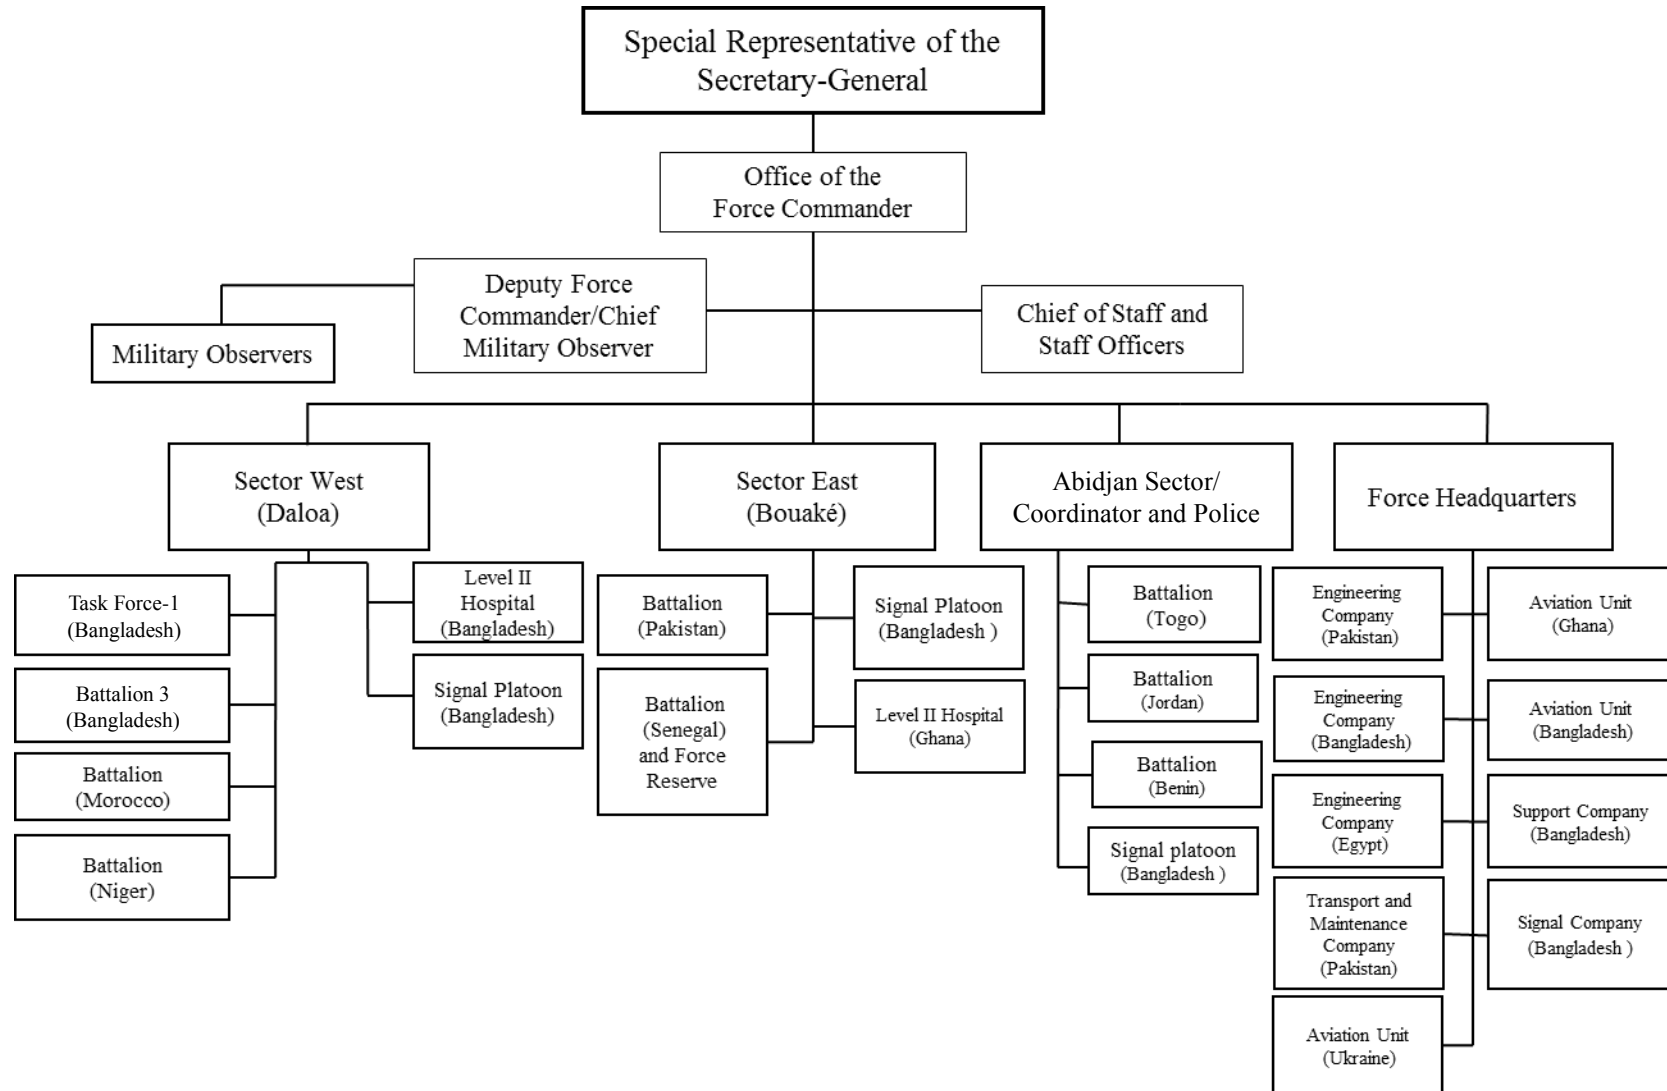 Special Representative of the
Secretary-General
Office of the
Force Commander
Deputy Force
Commander/Chief
Military Observer
Military Observers
Chief of Staff and
Staff Officers
Sector West
(Daloa)
Sector East
(Bouaké)
Abidjan Sector/
Coordinator and Police
Force Headquarters
Task Force-1
(Bangladesh)
Battalion 3
(Bangladesh)
Battalion
(Morocco)
Battalion
(Niger)
Level II
Hospital
(Bangladesh)
Signal Platoon
(Bangladesh)
Battalion
(Pakistan)
Battalion
(Senegal)
and Force
Reserve
Signal Platoon
(Bangladesh )
Level II Hospital
(Ghana)
Battalion
(Togo)
Battalion
(Jordan)
Battalion
(Benin)
Signal platoon
(Bangladesh )
Engineering
Company
(Pakistan)
Engineering
Company
(Bangladesh)
Engineering
Company
(Egypt)
Transport and
Maintenance
Company
(Pakistan)
Aviation Unit
(Ukraine)
Aviation Unit
(Ghana)
Aviation Unit
(Bangladesh)
Support Company
(Bangladesh)
Signal Company
(Bangladesh )